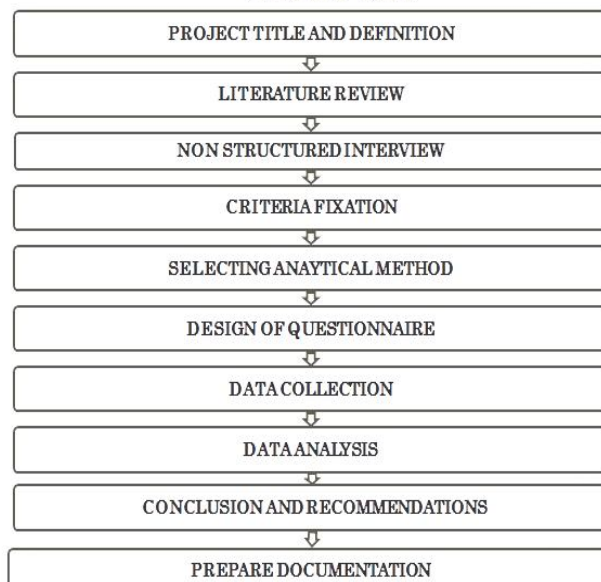 PROJECT TITLE AND DEFINITION
LITERATURE REVIEW
NON STRUCTURED INTERVIEW
CRITERIA FIXATION
SELECTING ANAYTICAL METHOD
DESIGN OF QUESTIONNAIRE
DATA COLLECTION
DATA ANALYSIS
CONCLUSION AND RECOMMENDATIONS
PREPARE DOCUMENTATION